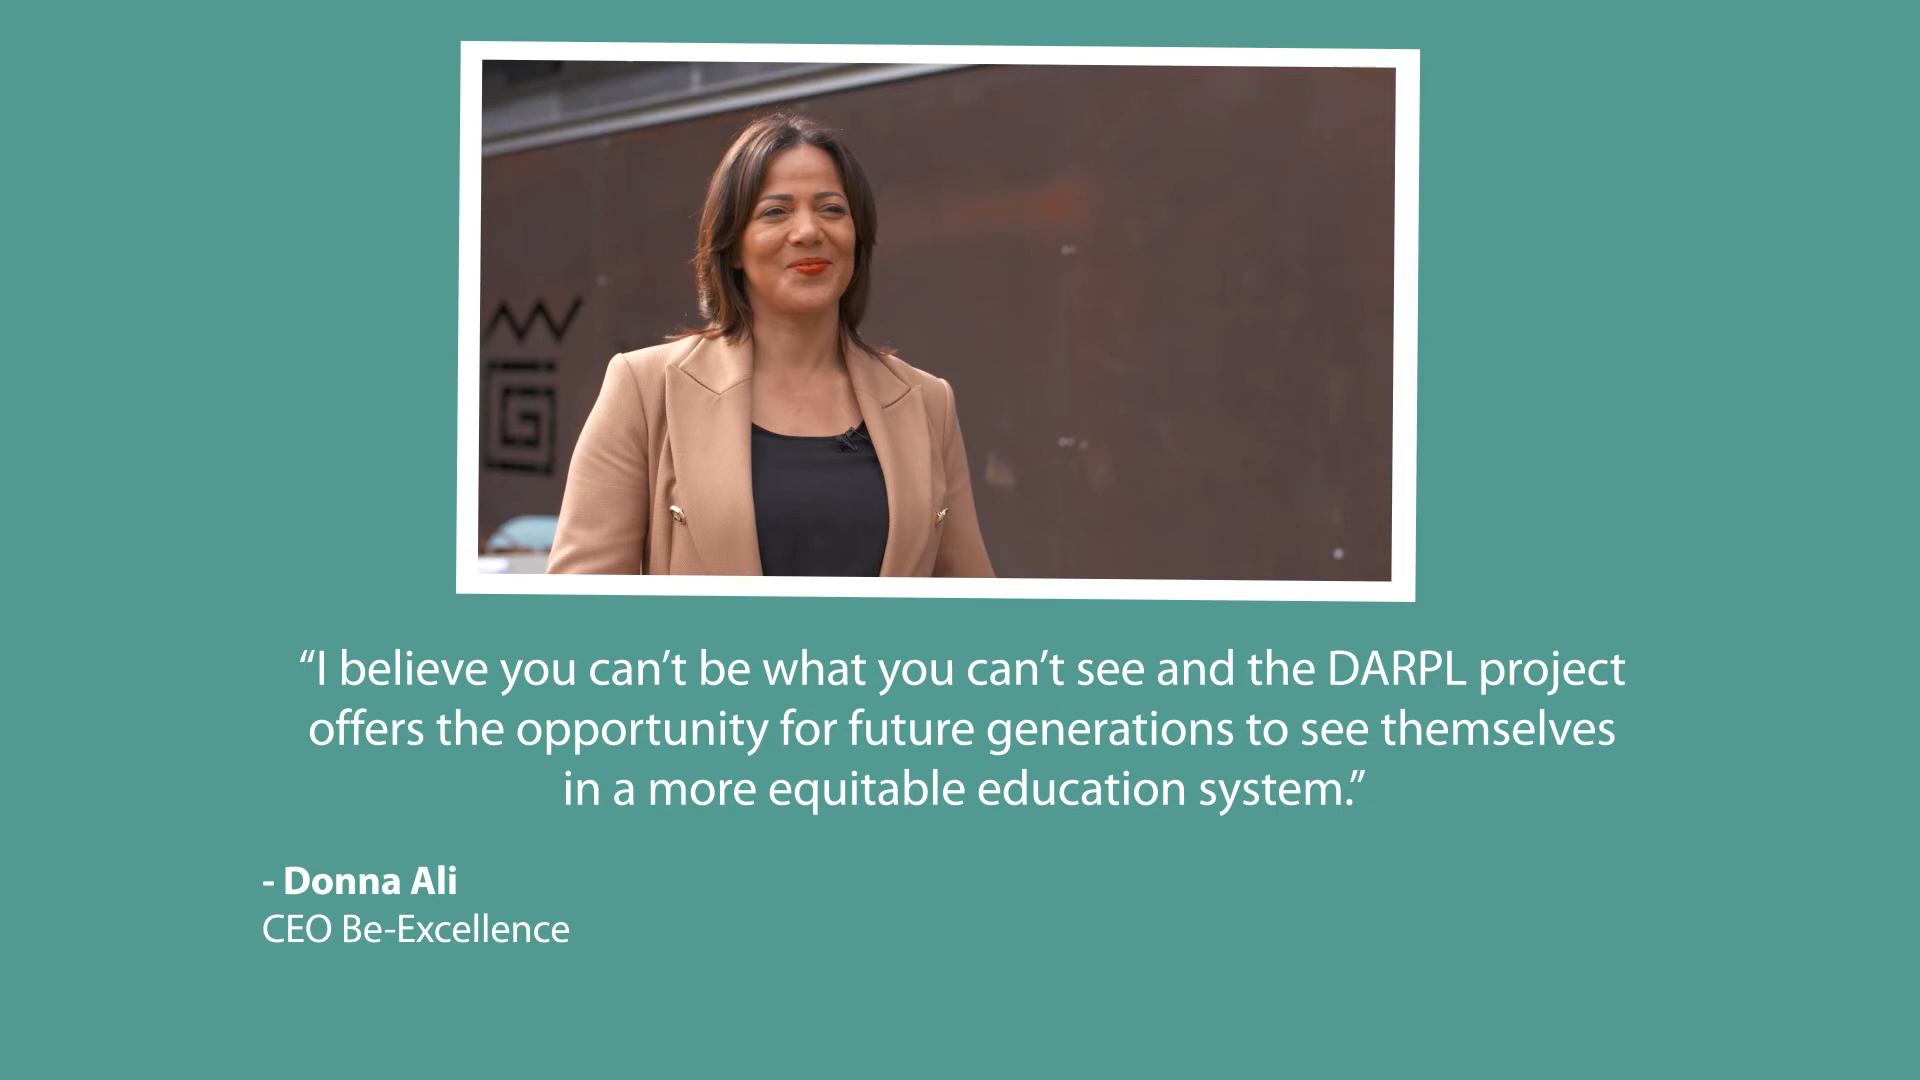 “I believe you can’t be what you can’t see and the DARPL project
offers the opportunity for future generations to see themselves
in a more equitable education system.”
- Donna Ali
CEO Be-Excellence